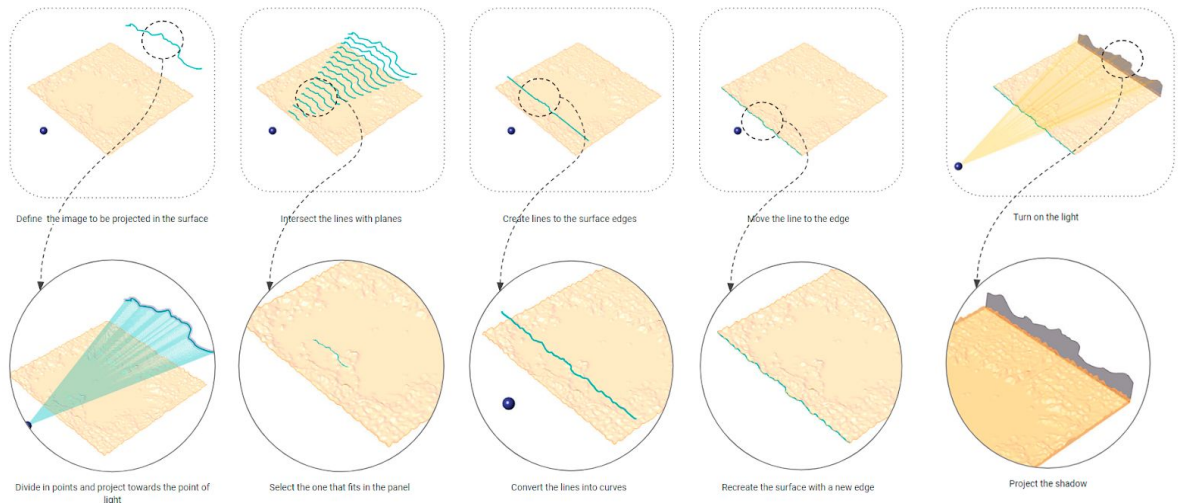 Define the image to be projected in the surface
Intersect the lines with planes
Create lines to the surface edges
Move the line to the edge
Turn on the light
Divide in points and project towards the point of
light
Select the one that fits in the panel
Convert the lines into curves
Recreate the surface with a new edge
Project the shadow